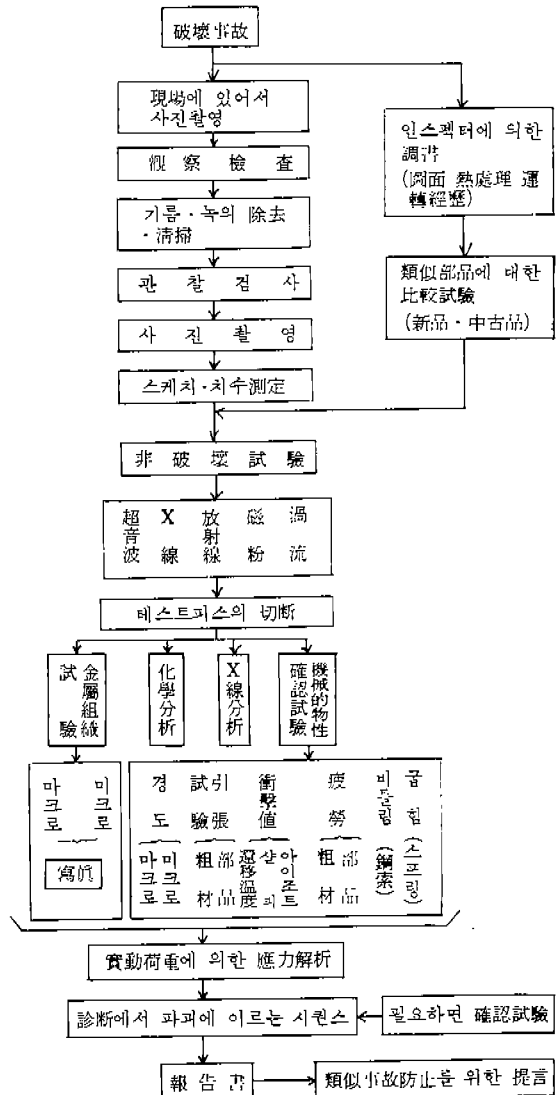 破壞事故
現場에 있어서
사진촬영
觀察檢査
기름·녹의 除去
·淸掃
관찰검사
사진촬영
스케치·치수測定
인스펙터에 의한
調書
(圖面 熱處理 運
轉經歷)
類似部品에 대한
比較試驗
(新品·中古品)
非破壞試驗
超音波
X線
放射線
磁粉
渦流
테스트피스의 切断
金屬組織
試驗
化學分析
X線分析
機械的物性
確認試驗
마크로
미크로
寫眞
경도
마크로
미크로
引張
試驗
部品
粗材
衝擊値
아이조트
샬피
遷移温度
疲勞
部品
粗材
비틀림
(鋼索)
굽힘
(스프링)
實動荷重에 의한 應力解析
診断에서 파괴에 이르는 시퀀스
필요하면 確認試驗
報告書
類似事故防止를 위한 提言